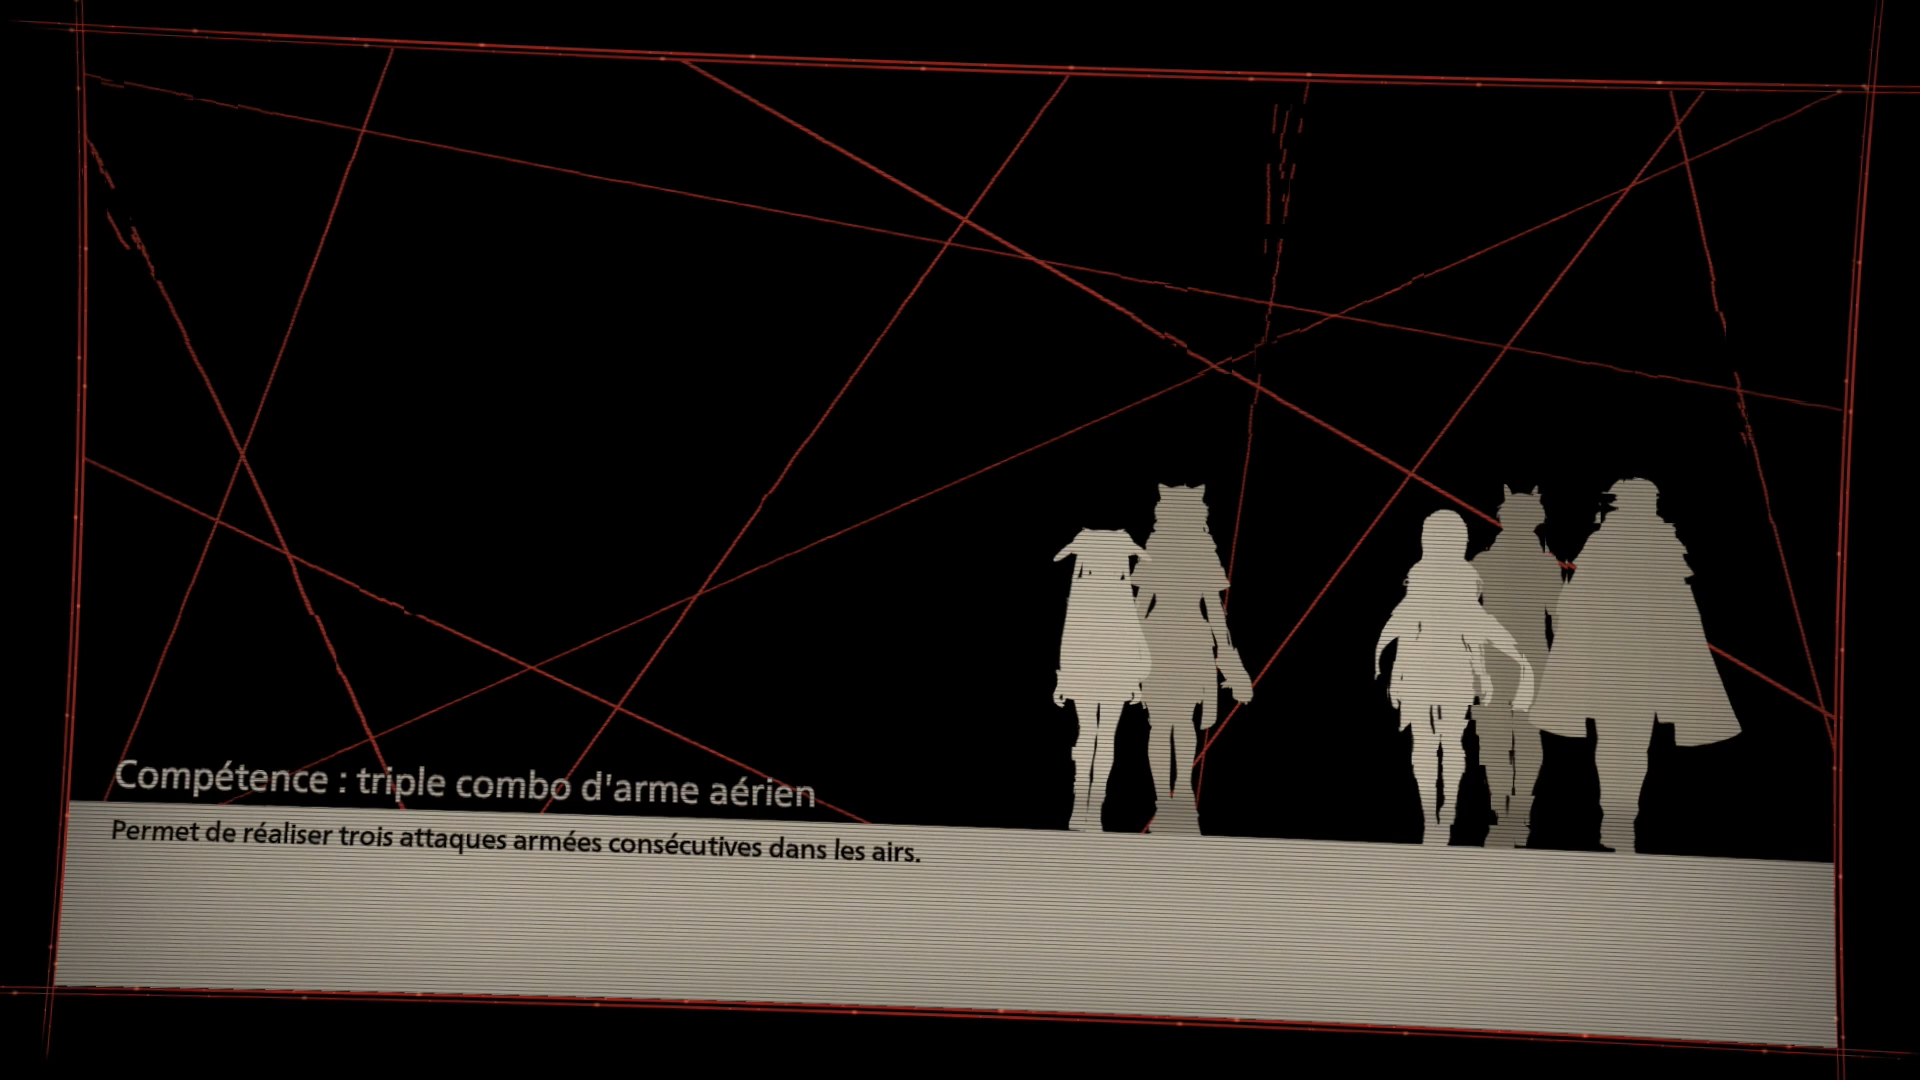 Compétence : triple combo d'arme aérien
Permet de réaliser trois attaques armées consécutives dans les airs.